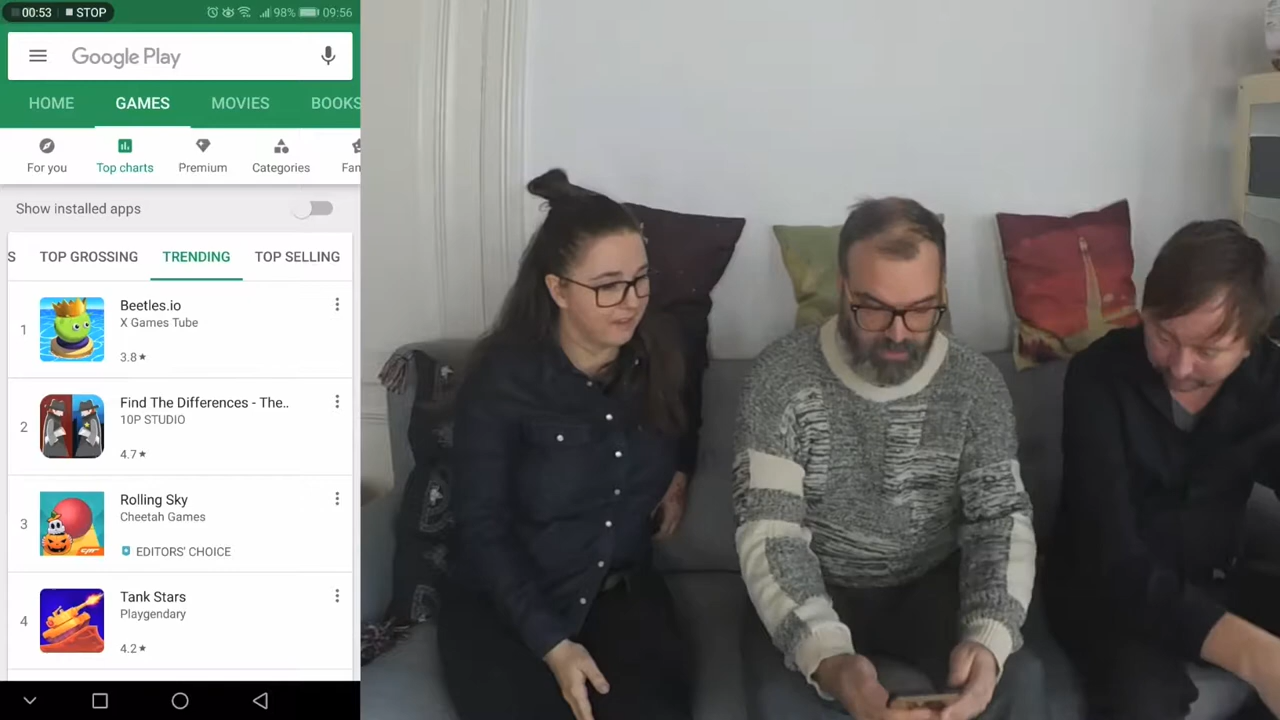 00:53 STOP 98% 09:56
Google Play
HOME GAMES MOVIES BOOKS
For you Top charts Premium Categories Fan
Show installed apps
S TOP GROSSING TRENDING TOP SELLING
1 Beetles.io
X Games Tube
3.8★
2 Find The Differences - The..
10P STUDIO
4.7★
3 Rolling Sky
Cheetah Games
EDITORS' CHOICE
4 Tank Stars
Playgendary
4.2★